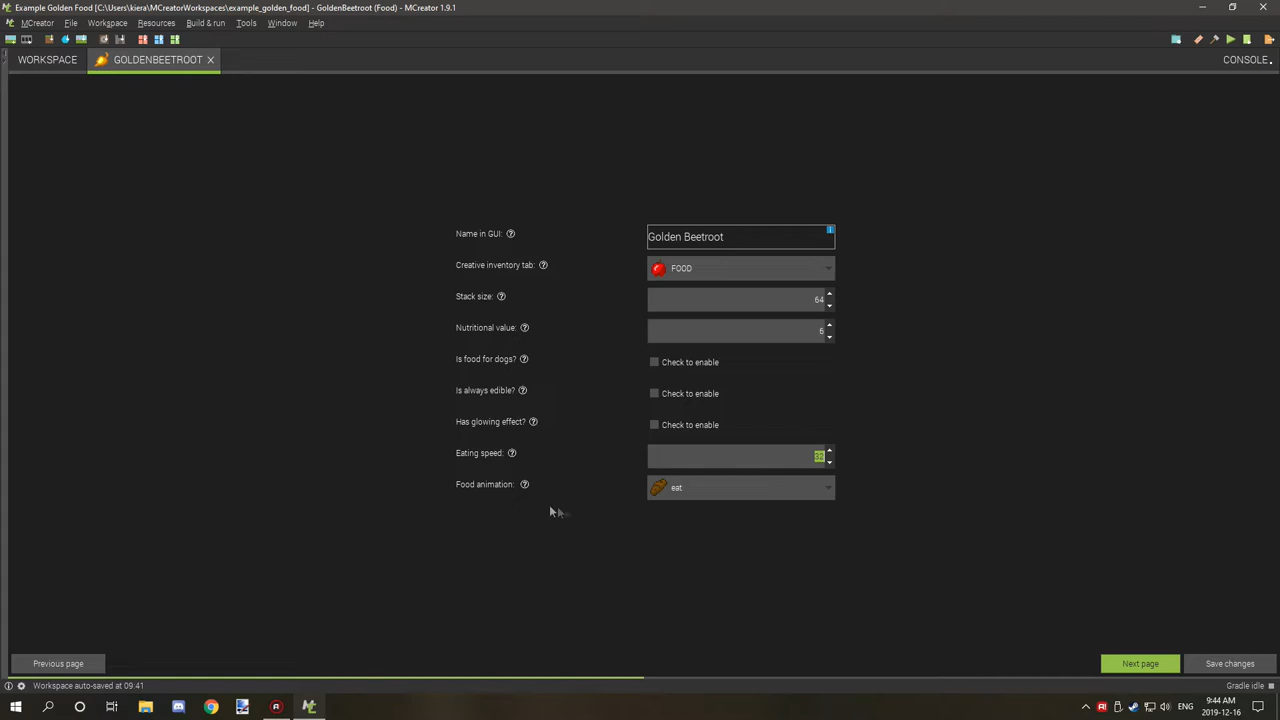 Example Golden Food [C:\Users\kiera\MCreatorWorkspaces\example_golden_food] - GoldenBeetroot (Food) - MCreator 1.9.1
MCreator File Workspace Resources Build & run Tools Window Help
WORKSPACE GOLDENBEETROOT CONSOLE
Name in GUI: Golden Beetroot
Creative inventory tab: FOOD
Stack size: 64
Nutritional value: 6
Is food for dogs? Check to enable
Is always edible? Check to enable
Has glowing effect? Check to enable
Eating speed: 32
Food animation: eat
Previous page Next page Save changes
Workspace auto-saved at 09:41 Gradle idle
ENG 9:44 AM
2019-12-16